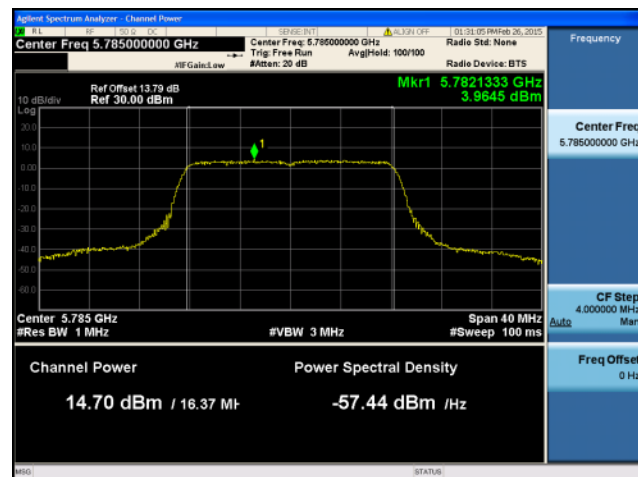 Agilent Spectrum Analyzer - Channel Power
RL RF 50 Ω DC SENSE:INT ALIGN OFF 01:31:05 PM Feb 26, 2015
Center Freq 5.785000000 GHz
Center Freq: 5.785000000 GHz Radio Std: None
Trig: Free Run Avg|Hold: 100/100
#IFGain:Low #Atten: 20 dB Radio Device: BTS
Mkr1 5.7821333 GHz
3.9645 dBm
Ref Offset 13.79 dB
10 dB/div Ref 30.00 dBm
Log
20.0
1
10.0
0.00
-10.0
-20.0
-30.0
-40.0
-50.0
-60.0
Center 5.785 GHz Span 40 MHz
#Res BW 1 MHz #VBW 3 MHz #Sweep 100 ms
Channel Power Power Spectral Density
14.70 dBm / 16.37 MH -57.44 dBm /Hz
MSG STATUS
Frequency
Center Freq
5.785000000 GHz
CF Step
4.000000 MHz
Auto Man
Freq Offset
0 Hz